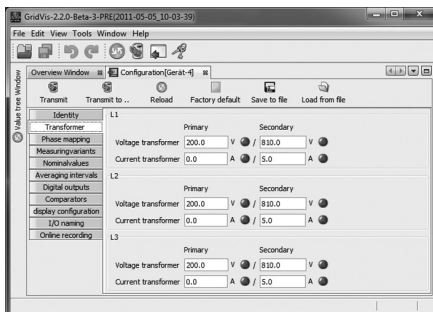 GridVis-2.2.0-Beta-3-PRE(2011-05-05_10-03-39)
File Edit View Tools Window Help
Value tree Window
Overview Window Configuration[Gerät-4]
Transmit Transmit to .. Reload Factory default Save to file Load from file
Identity
Transformer
Phase mapping
Measuringvariants
Nominalvalues
Averaging intervals
Digital outputs
Comparators
display configuration
I/O naming
Online recording
L1
Primary Secondary
Voltage transformer 200.0 V / 810.0 V
Current transformer 0.0 A / 5.0 A
L2
Primary Secondary
Voltage transformer 200.0 V / 810.0 V
Current transformer 0.0 A / 5.0 A
L3
Primary Secondary
Voltage transformer 200.0 V / 810.0 V
Current transformer 0.0 A / 5.0 A